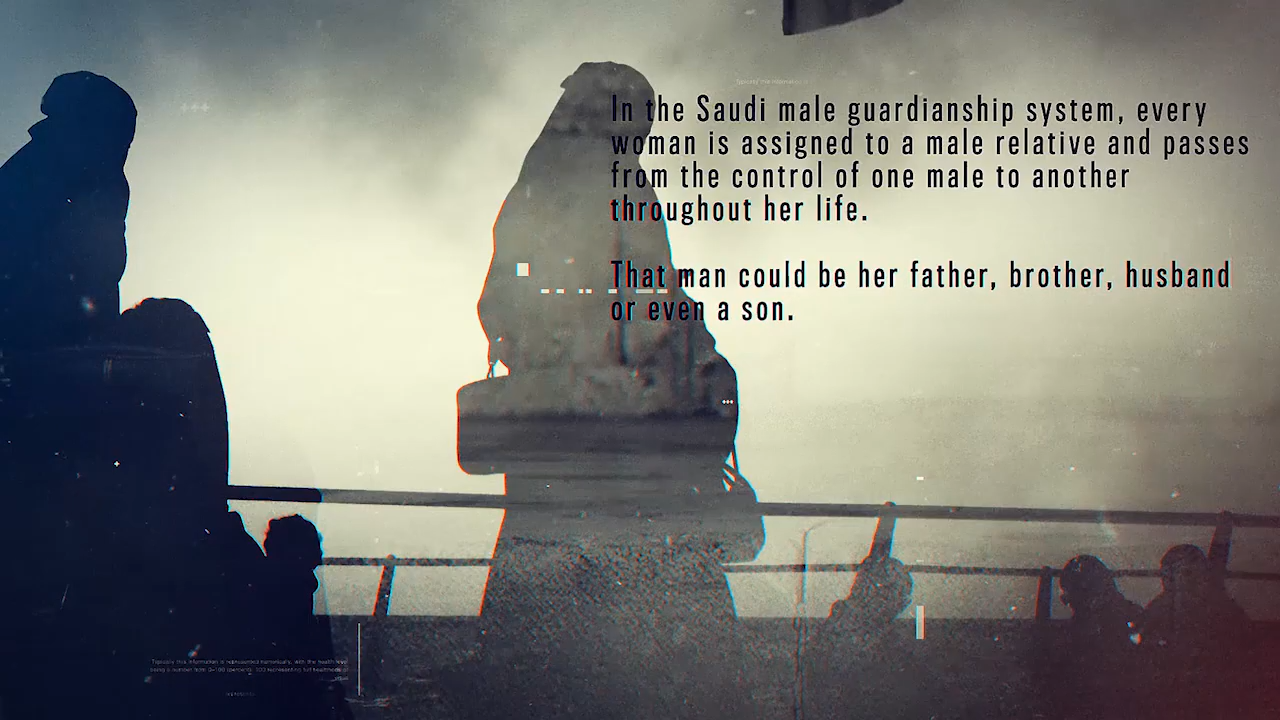 In the Saudi male guardianship system, every
woman is assigned to a male relative and passes
from the control of one male to another
throughout her life.
That man could be her father, brother, husband
or even a son.